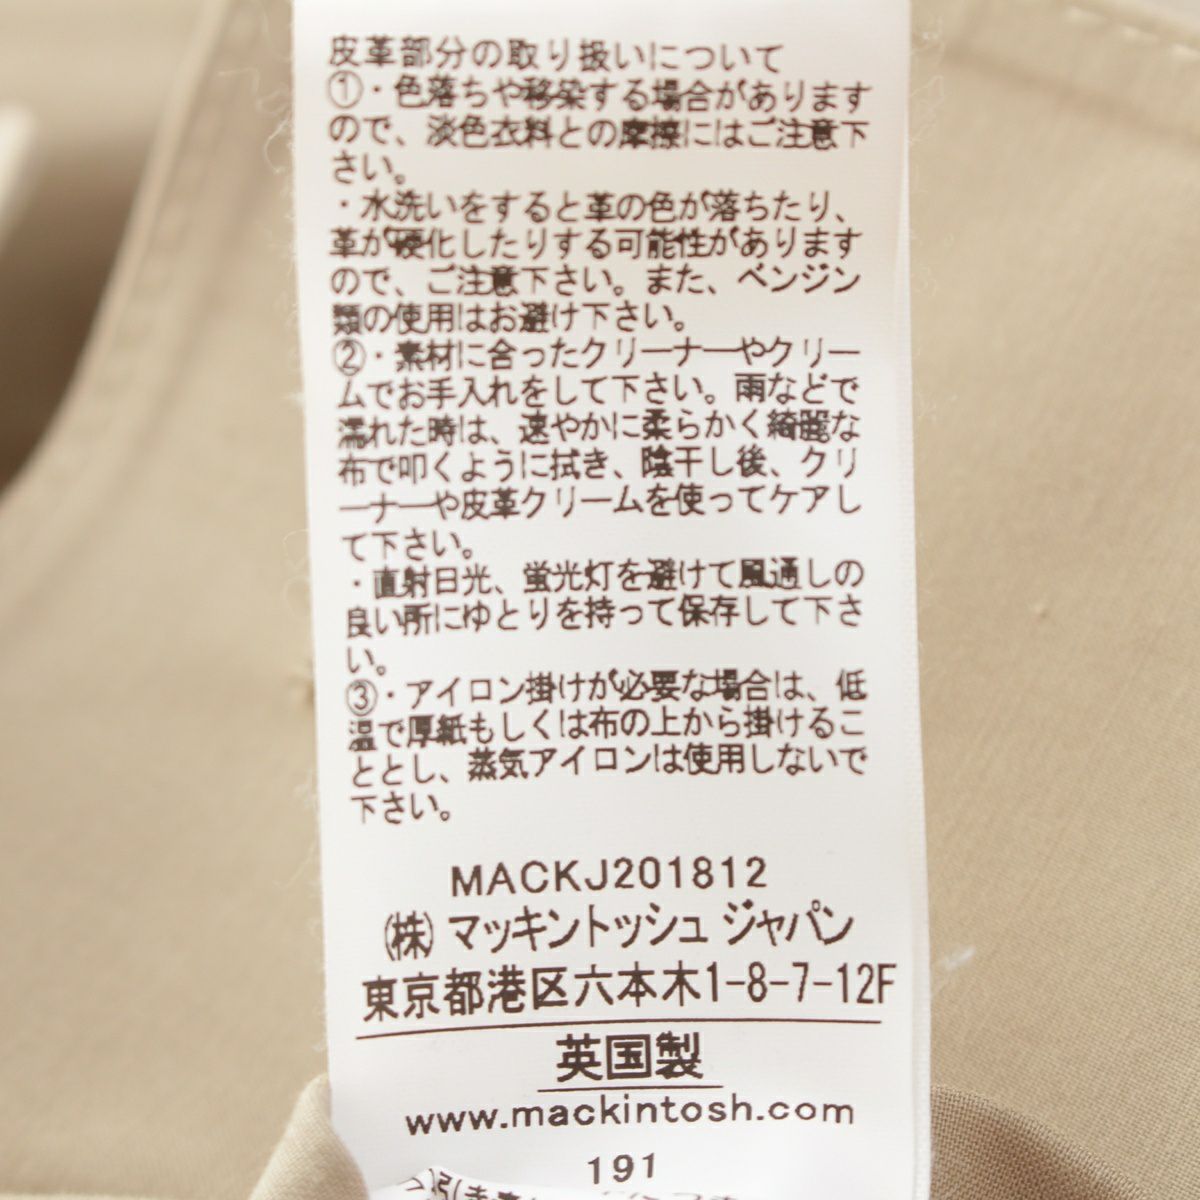 皮革部分の取り扱いについて
①・色落ちや移染する場合があります
ので、淡色衣料との摩擦にはご注意下
さい。
・水洗いをすると革の色が落ちたり、
革が硬化したりする可能性があります
ので、ご注意下さい。また、ベンジン
類の使用はお避け下さい。
②・素材に合ったクリーナーやクリー
ムでお手入れをして下さい。雨などで
濡れた時は、速やかに柔らかく綺麗な
布で叩くように拭き、陰干し後、クリ
ーナーや皮革クリームを使ってケアし
て下さい。
・直射日光、蛍光灯を避けて風通しの
良い所にゆとりを持って保存して下さ
い。
③・アイロン掛けが必要な場合は、低
温で厚紙もしくは布の上から掛けるこ
ととし、蒸気アイロンは使用しないで
下さい。
MACKJ201812
(株)マッキントッシュ ジャパン
東京都港区六本木1-8-7-12F
英国製
www.mackintosh.com
191